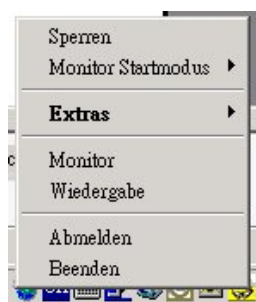 Sperren
Monitor Startmodus
Extras
Monitor
Wiedergabe
Abmelden
Beenden